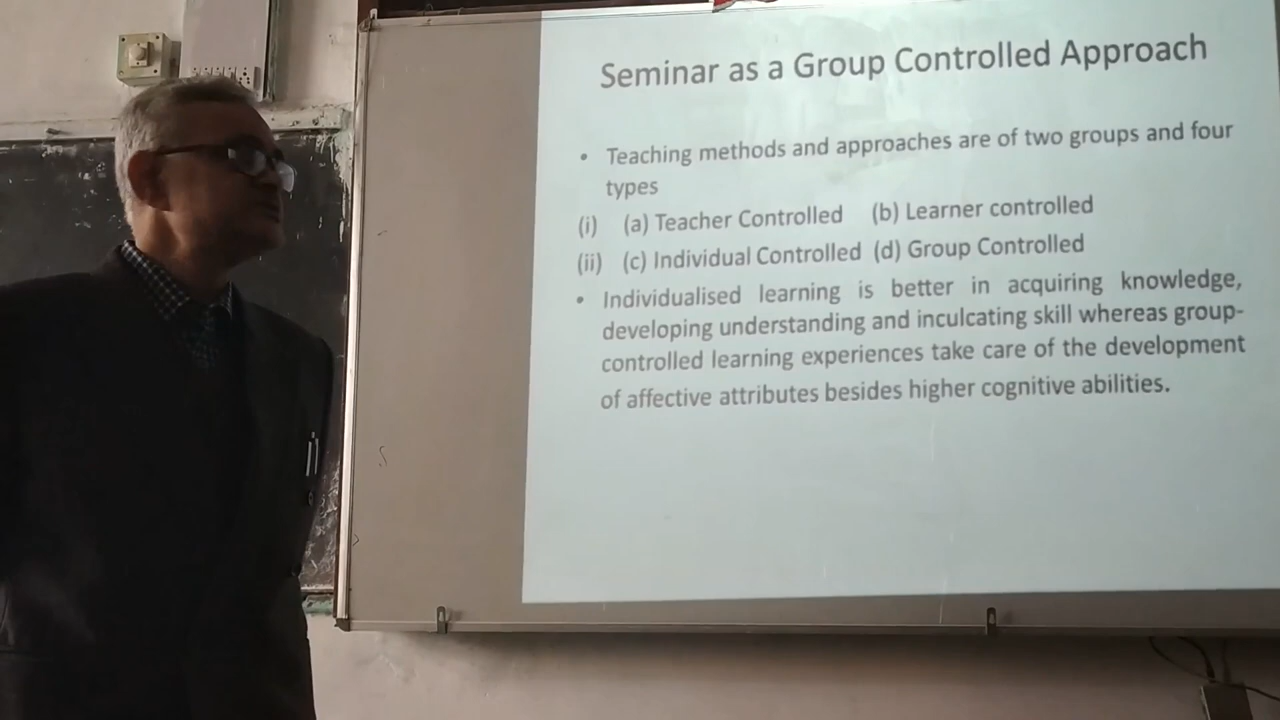 Seminar as a Group Controlled Approach
• Teaching methods and approaches are of two groups and four
types
(i) (a) Teacher Controlled (b) Learner controlled
(ii) (c) Individual Controlled (d) Group Controlled
• Individualised learning is better in acquiring knowledge,
developing understanding and inculcating skill whereas group-
controlled learning experiences take care of the development
of affective attributes besides higher cognitive abilities.